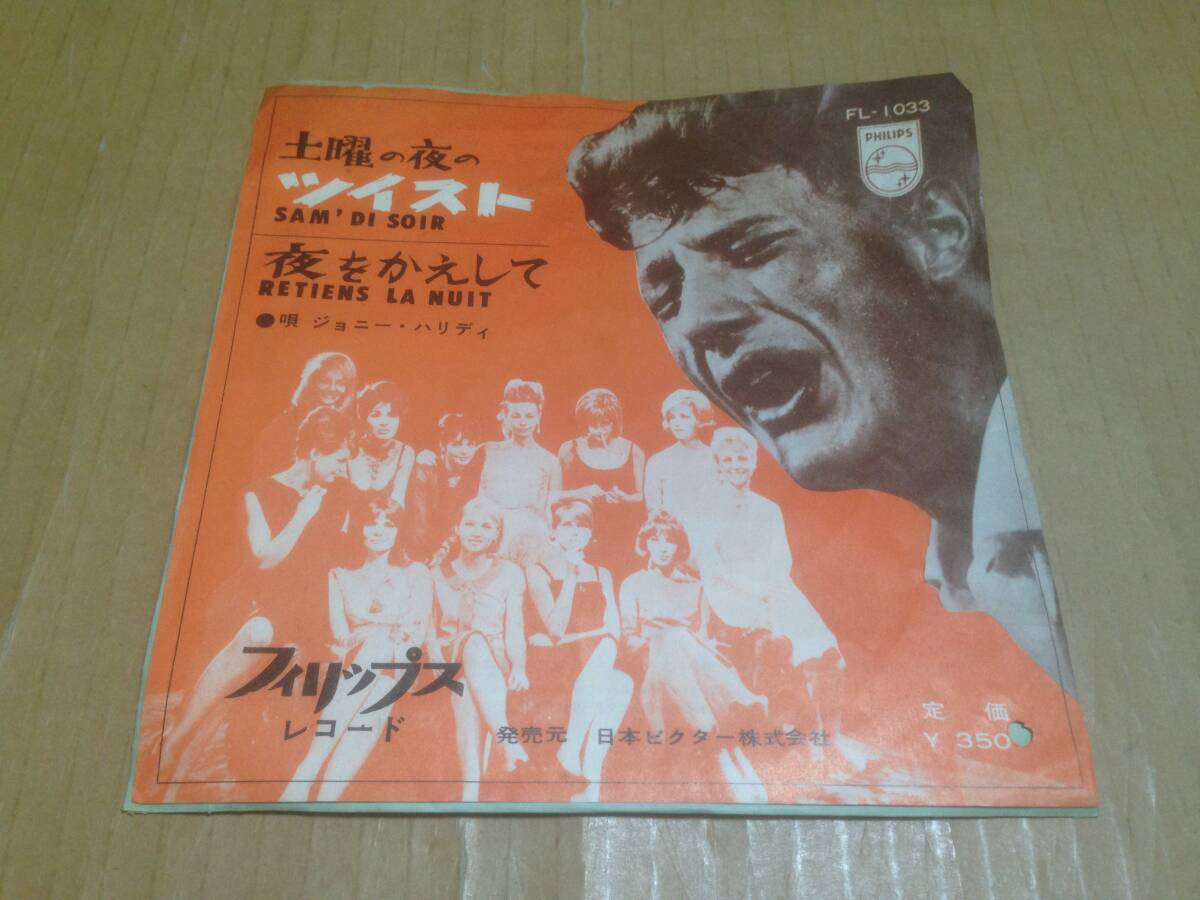 土曜の夜の
ツイスト
SAM' DI SOIR
夜をかえして
RETIENS LA NUIT
●唄 ジョニー・ハリディ
FL-1033
PHILIPS
フィリップス
レコード
発売元 日本ビクター株式会社
定価
¥ 350